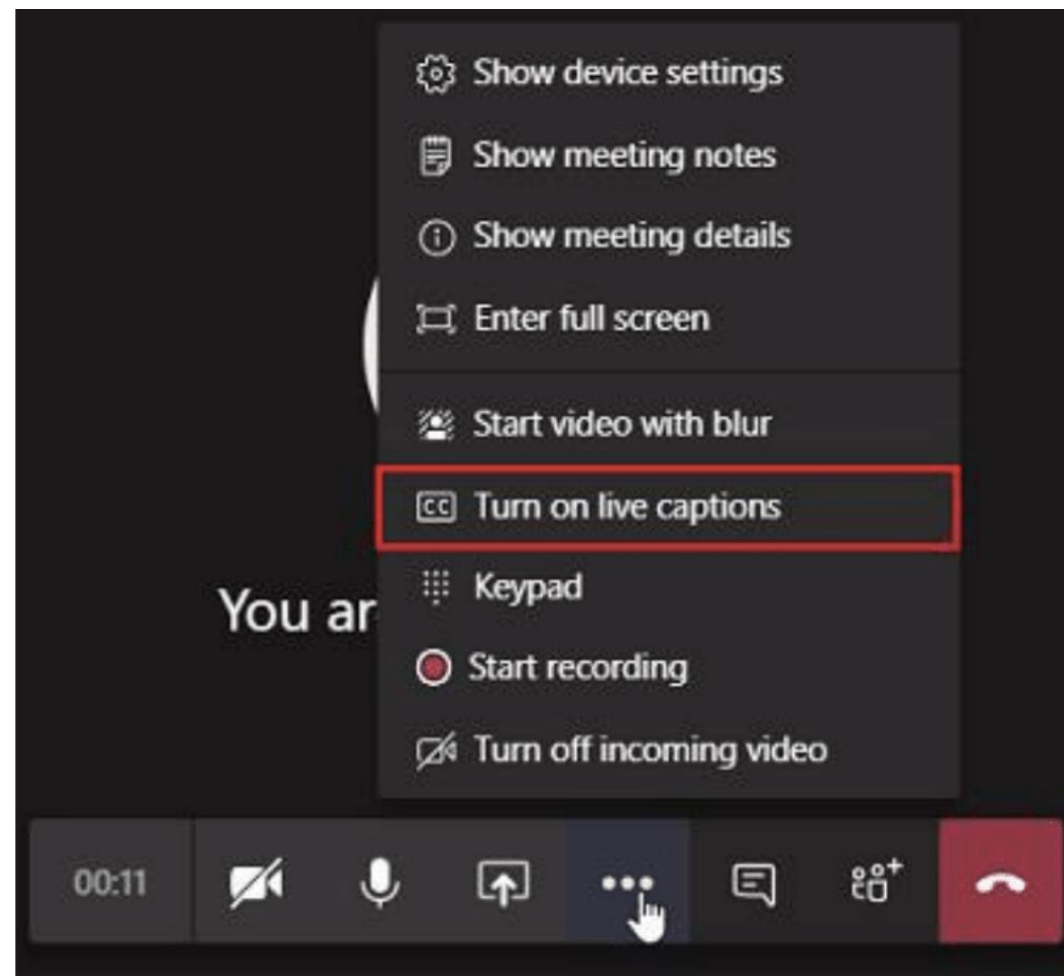 Show device settings
Show meeting notes
Show meeting details
Enter full screen
Start video with blur
CC Turn on live captions
You ar
Keypad
Start recording
Turn off incoming video
00:11